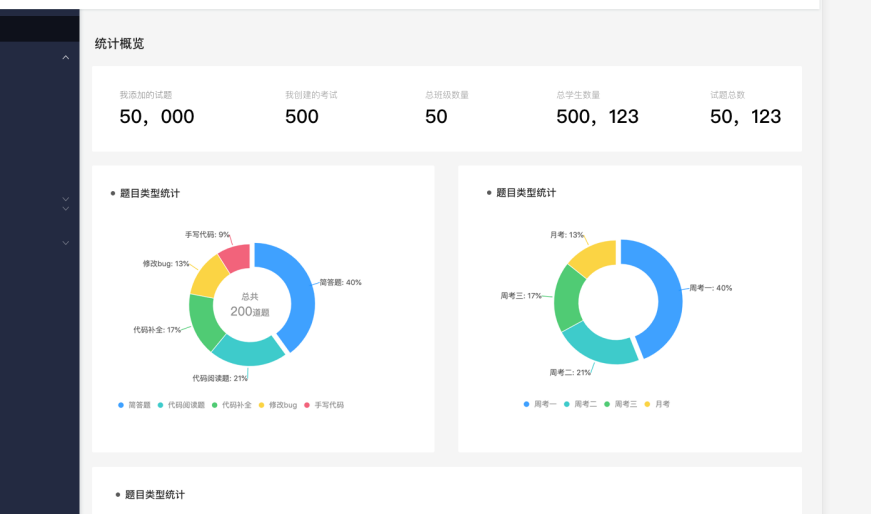 统计概览
我添加的试题 我创建的考试 总班级数量 总学生数量 试题总数
50，000 500 50 500，123 50，123
题目类型统计
手写代码: 9%
修改bug: 13%
简答题: 40%
总共
200道题
代码补全: 17%
代码阅读题: 21%
简答题 代码阅读题 代码补全 修改bug 手写代码
题目类型统计
月考: 13%
周考一: 40%
周考三: 17%
周考二: 21%
周考一 周考二 周考三 月考
题目类型统计